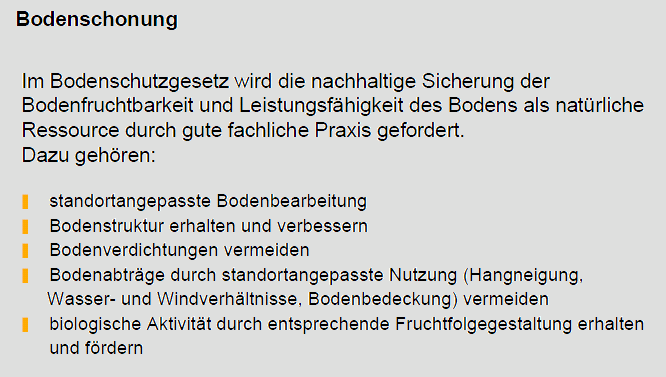 Bodenschonung
Im Bodenschutzgesetz wird die nachhaltige Sicherung der
Bodenfruchtbarkeit und Leistungsfähigkeit des Bodens als natürliche
Ressource durch gute fachliche Praxis gefordert.
Dazu gehören:
standortangepasste Bodenbearbeitung
Bodenstruktur erhalten und verbessern
Bodenverdichtungen vermeiden
Bodenabträge durch standortangepasste Nutzung (Hangneigung,
Wasser- und Windverhältnisse, Bodenbedeckung) vermeiden
biologische Aktivität durch entsprechende Fruchtfolgegestaltung erhalten
und fördern